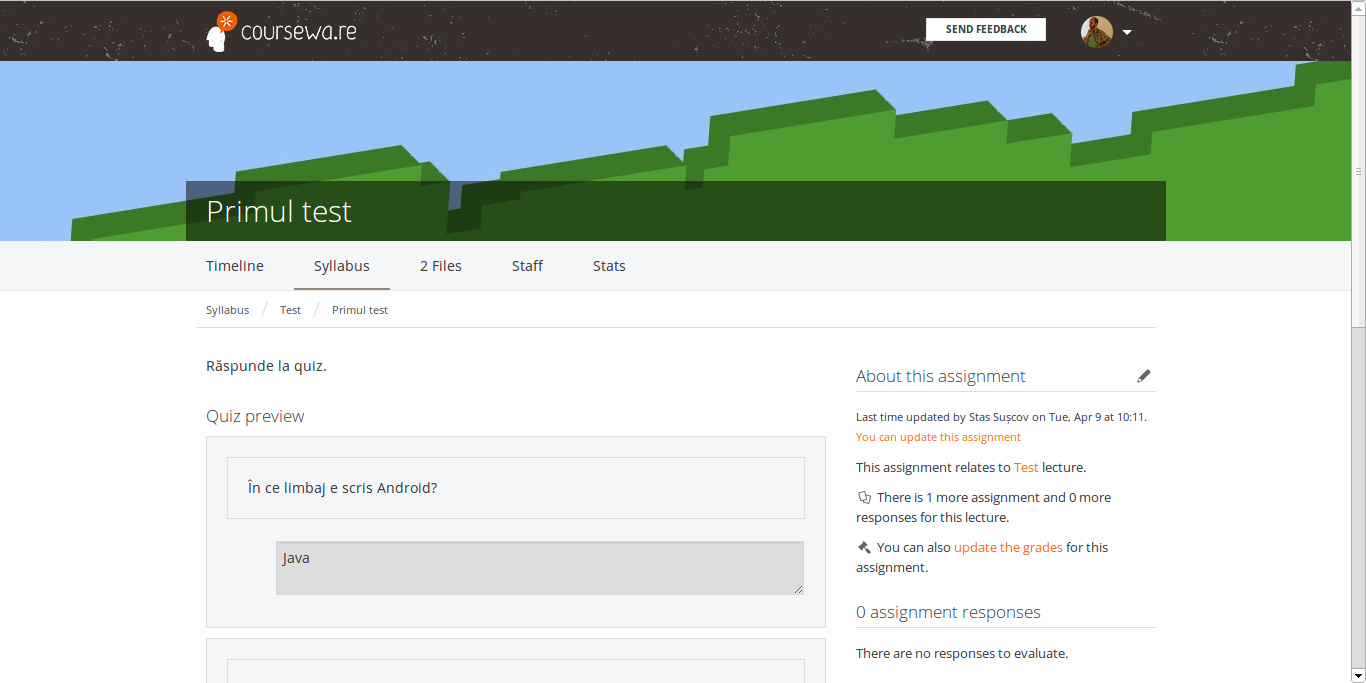 coursewa.re
SEND FEEDBACK
Primul test
Timeline
Syllabus
2 Files
Staff
Stats
Syllabus / Test / Primul test
Răspunde la quiz.
Quiz preview
În ce limbaj e scris Android?
Java
About this assignment
Last time updated by Stas Sușcov on Tue, Apr 9 at 10:11.
You can update this assignment
This assignment relates to Test lecture.
There is 1 more assignment and 0 more
responses for this lecture.
You can also update the grades for this
assignment.
0 assignment responses
There are no responses to evaluate.